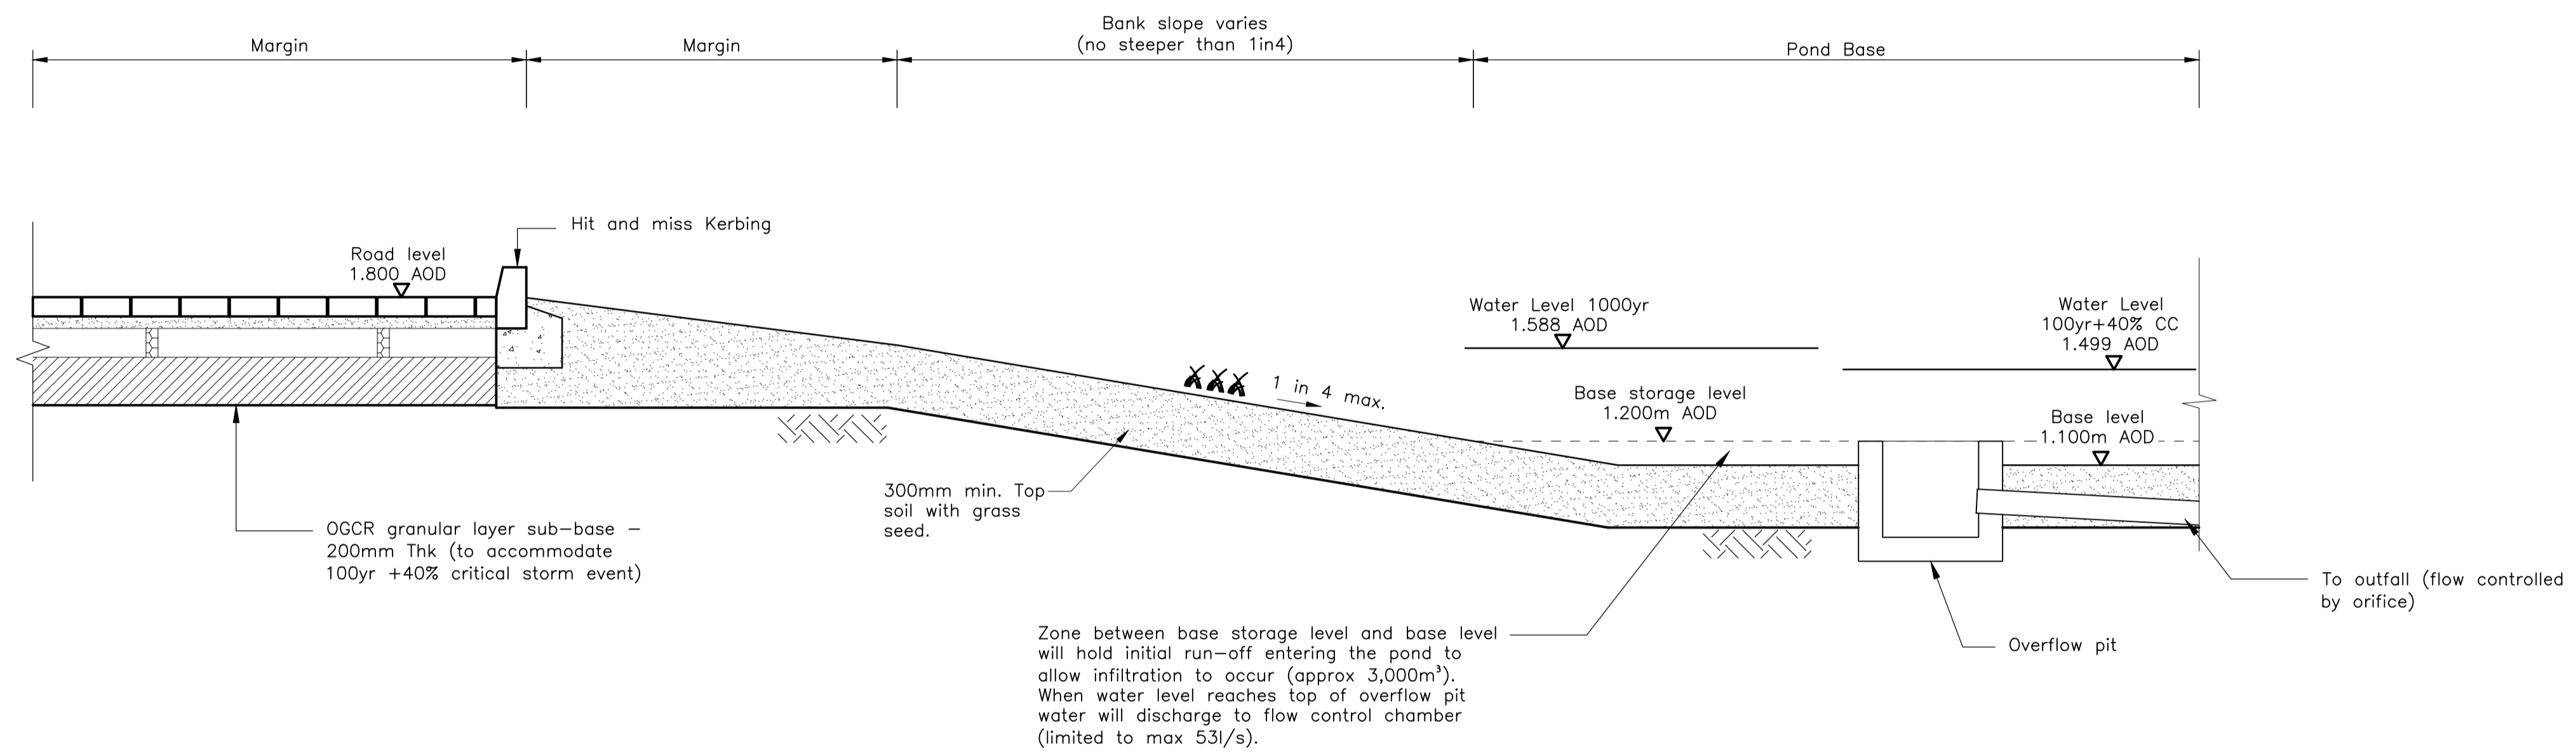 Margin
Margin
Bank slope varies
(no steeper than 1in4)
Pond Base
Hit and miss Kerbing
Road level
1.800 AOD
Water Level 1000yr
1.588 AOD
Water Level
100yr+40% CC
1.499 AOD
1 in 4 max.
Base storage level
1.200m AOD
Base level
1.100m AOD
300mm min. Top
soil with grass
seed.
OGCR granular layer sub-base -
200mm Thk (to accommodate
100yr +40% critical storm event)
Zone between base storage level and base level
will hold initial run-off entering the pond to
allow infiltration to occur (approx 3,000m³).
When water level reaches top of overflow pit
water will discharge to flow control chamber
(limited to max 53l/s).
To outfall (flow controlled
by orifice)
Overflow pit